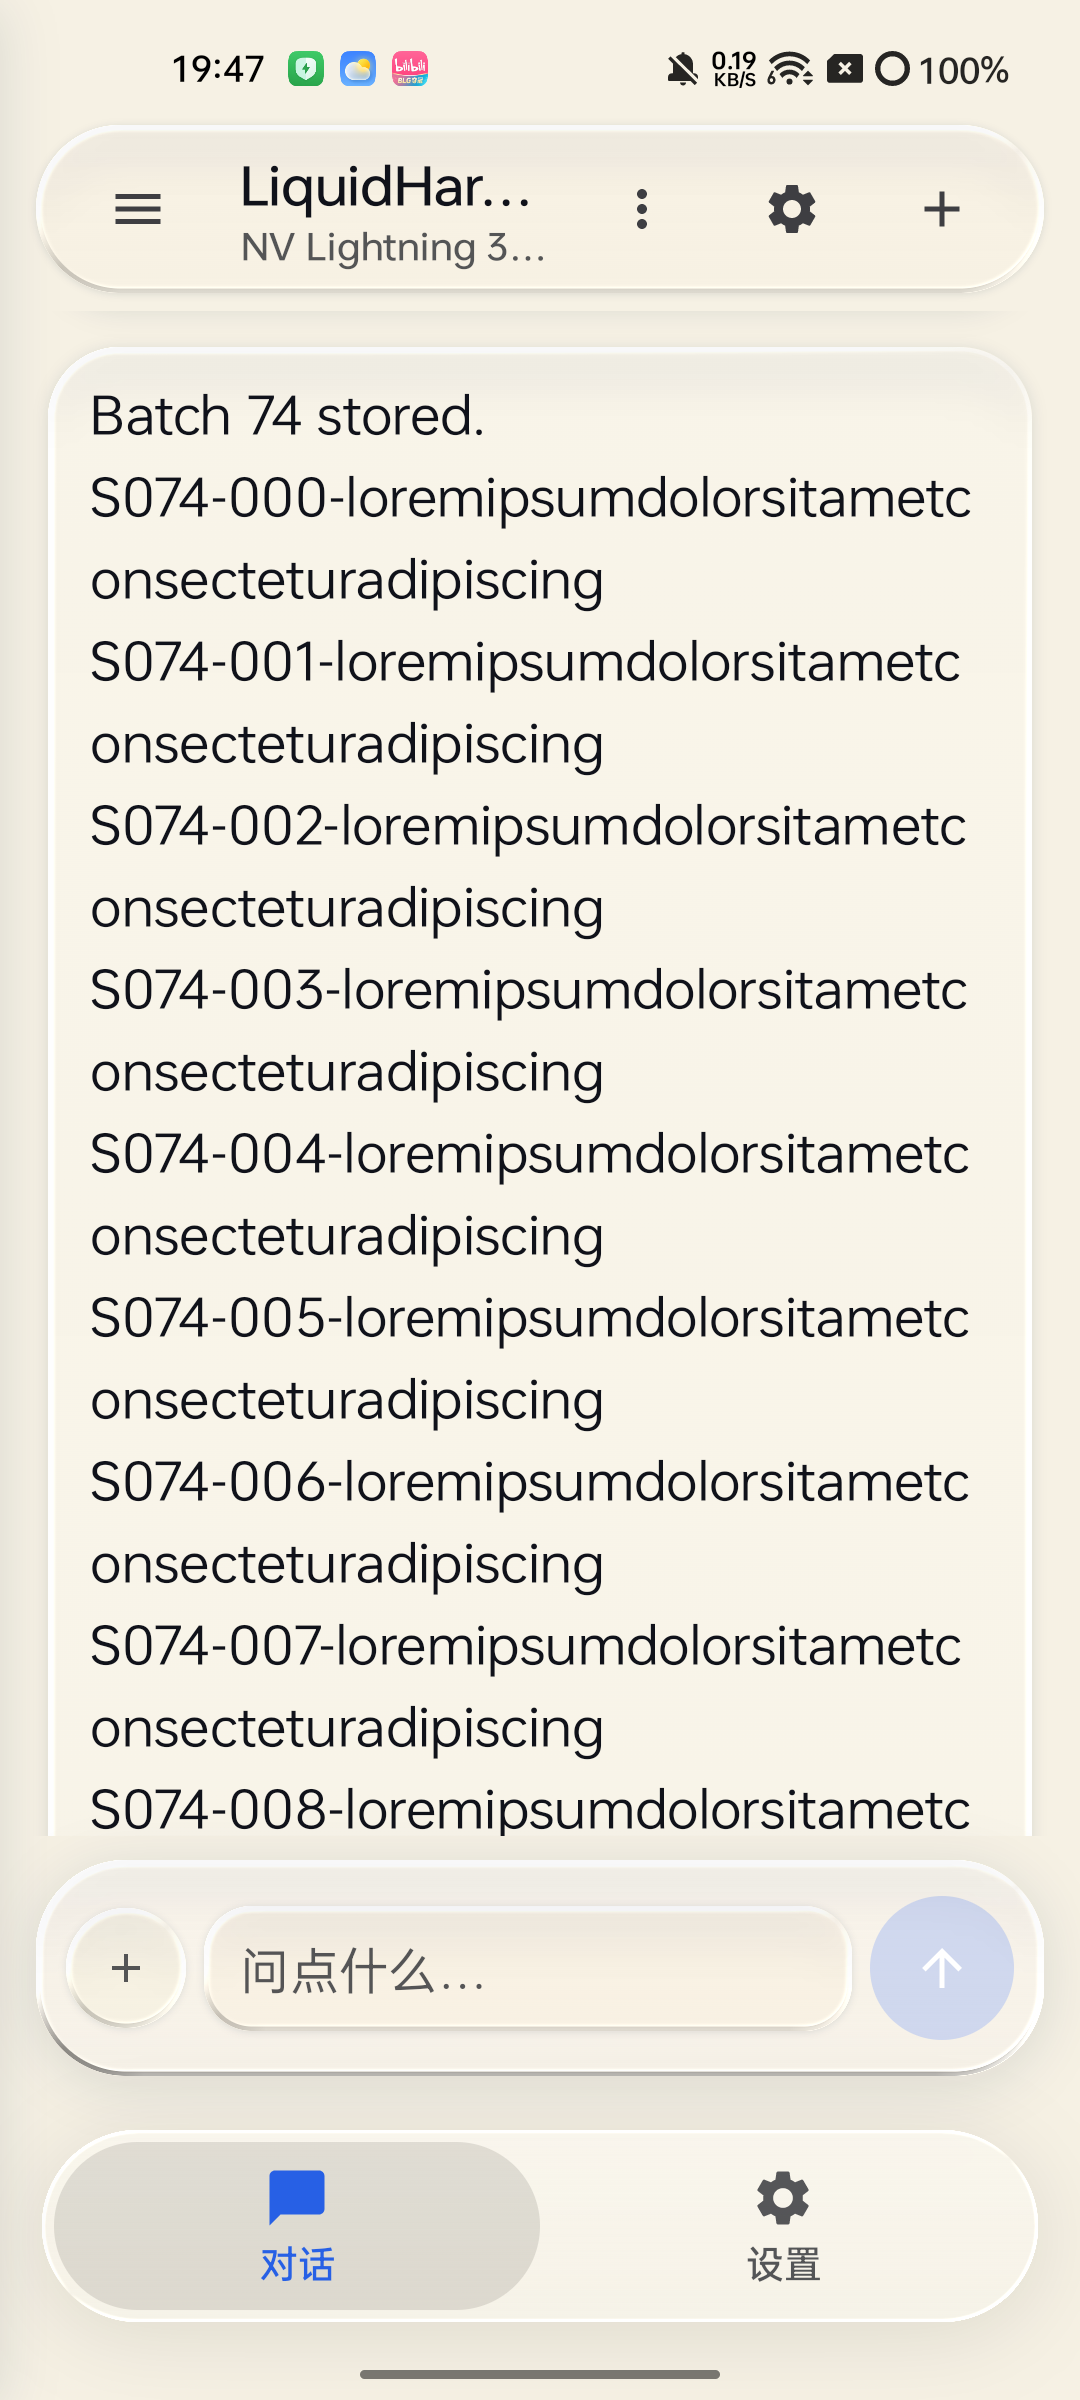 19:47
0.19
KB/S
6
100%
LiquidHar...
NV Lightning 3...
Batch 74 stored.
S074-000-loremipsumdolorsitametc
onsecteturadipiscing
S074-001-loremipsumdolorsitametc
onsecteturadipiscing
S074-002-loremipsumdolorsitametc
onsecteturadipiscing
S074-003-loremipsumdolorsitametc
onsecteturadipiscing
S074-004-loremipsumdolorsitametc
onsecteturadipiscing
S074-005-loremipsumdolorsitametc
onsecteturadipiscing
S074-006-loremipsumdolorsitametc
onsecteturadipiscing
S074-007-loremipsumdolorsitametc
onsecteturadipiscing
S074-008-loremipsumdolorsitametc
问点什么...
对话
设置